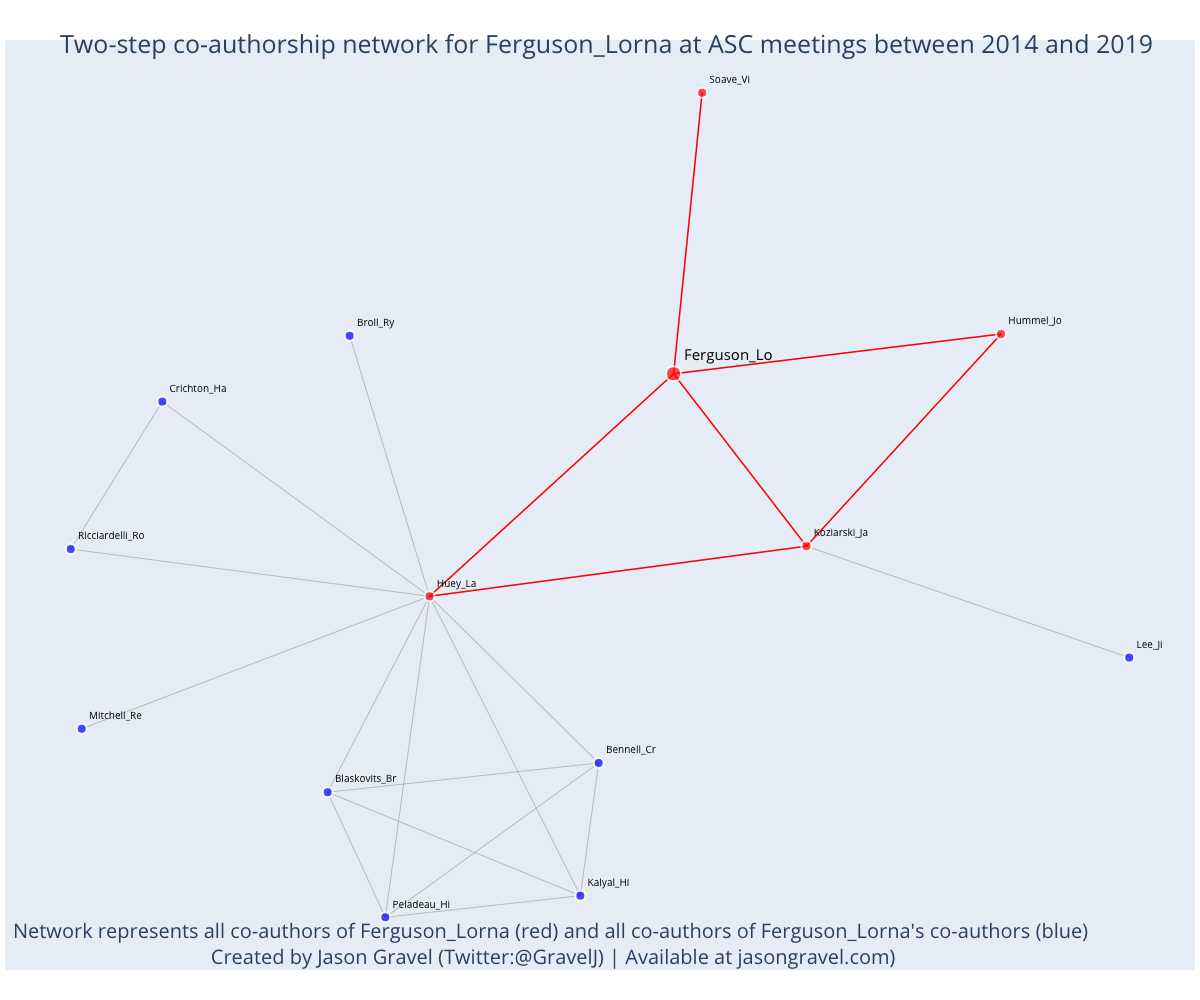 Two-step co-authorship network for Ferguson_Lorna at ASC meetings between 2014 and 2019
Soave_Vi
Hummel_Jo
Broll_Ry
Ferguson_Lo
Crichton_Ha
Koziarski_Ja
Ricciardelli_Ro
Huey_La
Lee_Ji
Mitchell_Re
Bennell_Cr
Blaskovits_Br
Kalyal_Hi
Peladeau_Hi
Network represents all co-authors of Ferguson_Lorna (red) and all co-authors of Ferguson_Lorna's co-authors (blue)
Created by Jason Gravel (Twitter:@GravelJ) | Available at jasongravel.com)